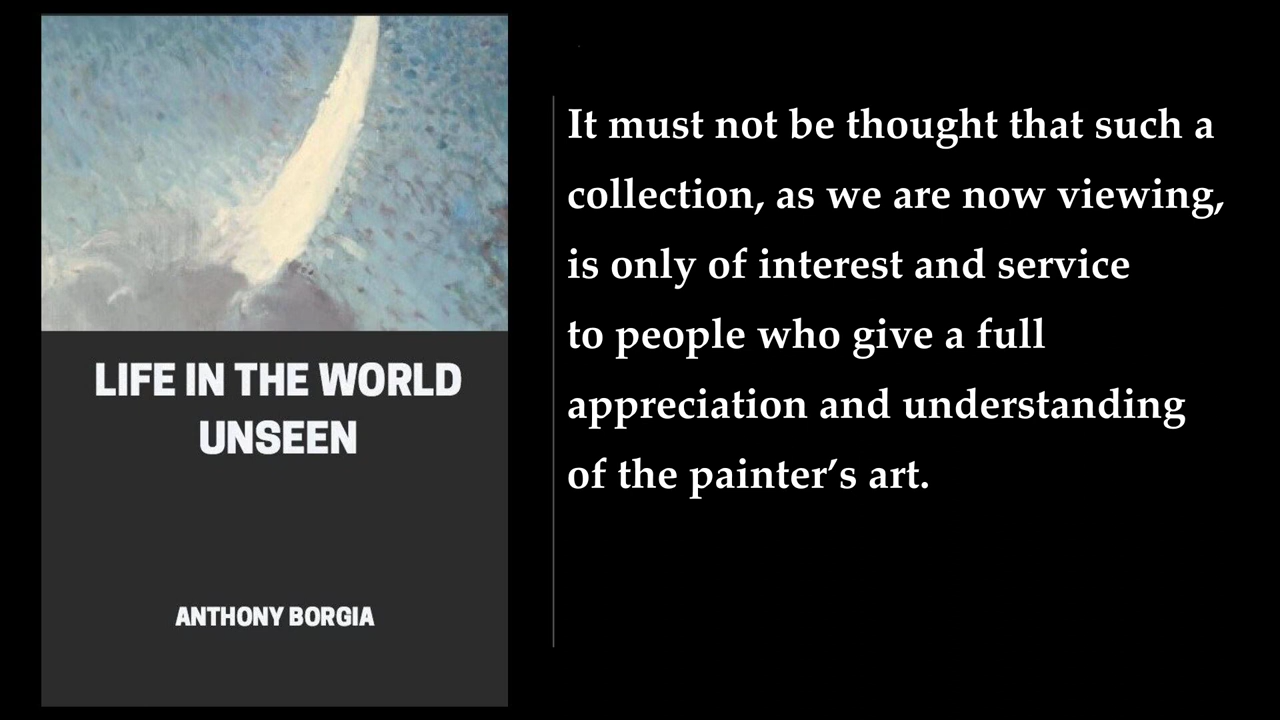 LIFE IN THE WORLD
UNSEEN
ANTHONY BORGIA
It must not be thought that such a
collection, as we are now viewing,
is only of interest and service
to people who give a full
appreciation and understanding
of the painter’s art.